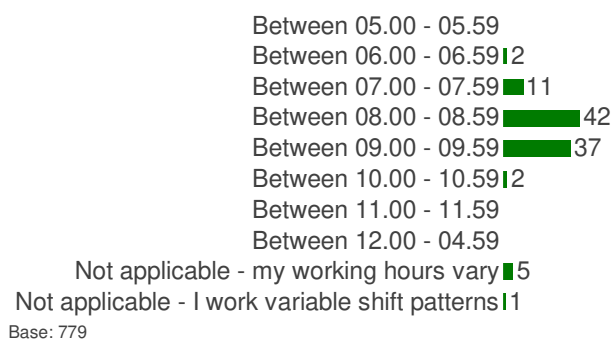 Between 05.00 - 05.59
Between 06.00 - 06.59 2
Between 07.00 - 07.59 11
Between 08.00 - 08.59 42
Between 09.00 - 09.59 37
Between 10.00 - 10.59 2
Between 11.00 - 11.59
Between 12.00 - 04.59
Not applicable - my working hours vary 5
Not applicable - I work variable shift patterns 1
Base: 779